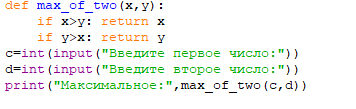 def max_of_two(x,y):
    if x>y: return x
    if y>x: return y
c=int(input("Введите первое число:"))
d=int(input("Введите второе число:"))
print("Максимальное:",max_of_two(c,d))